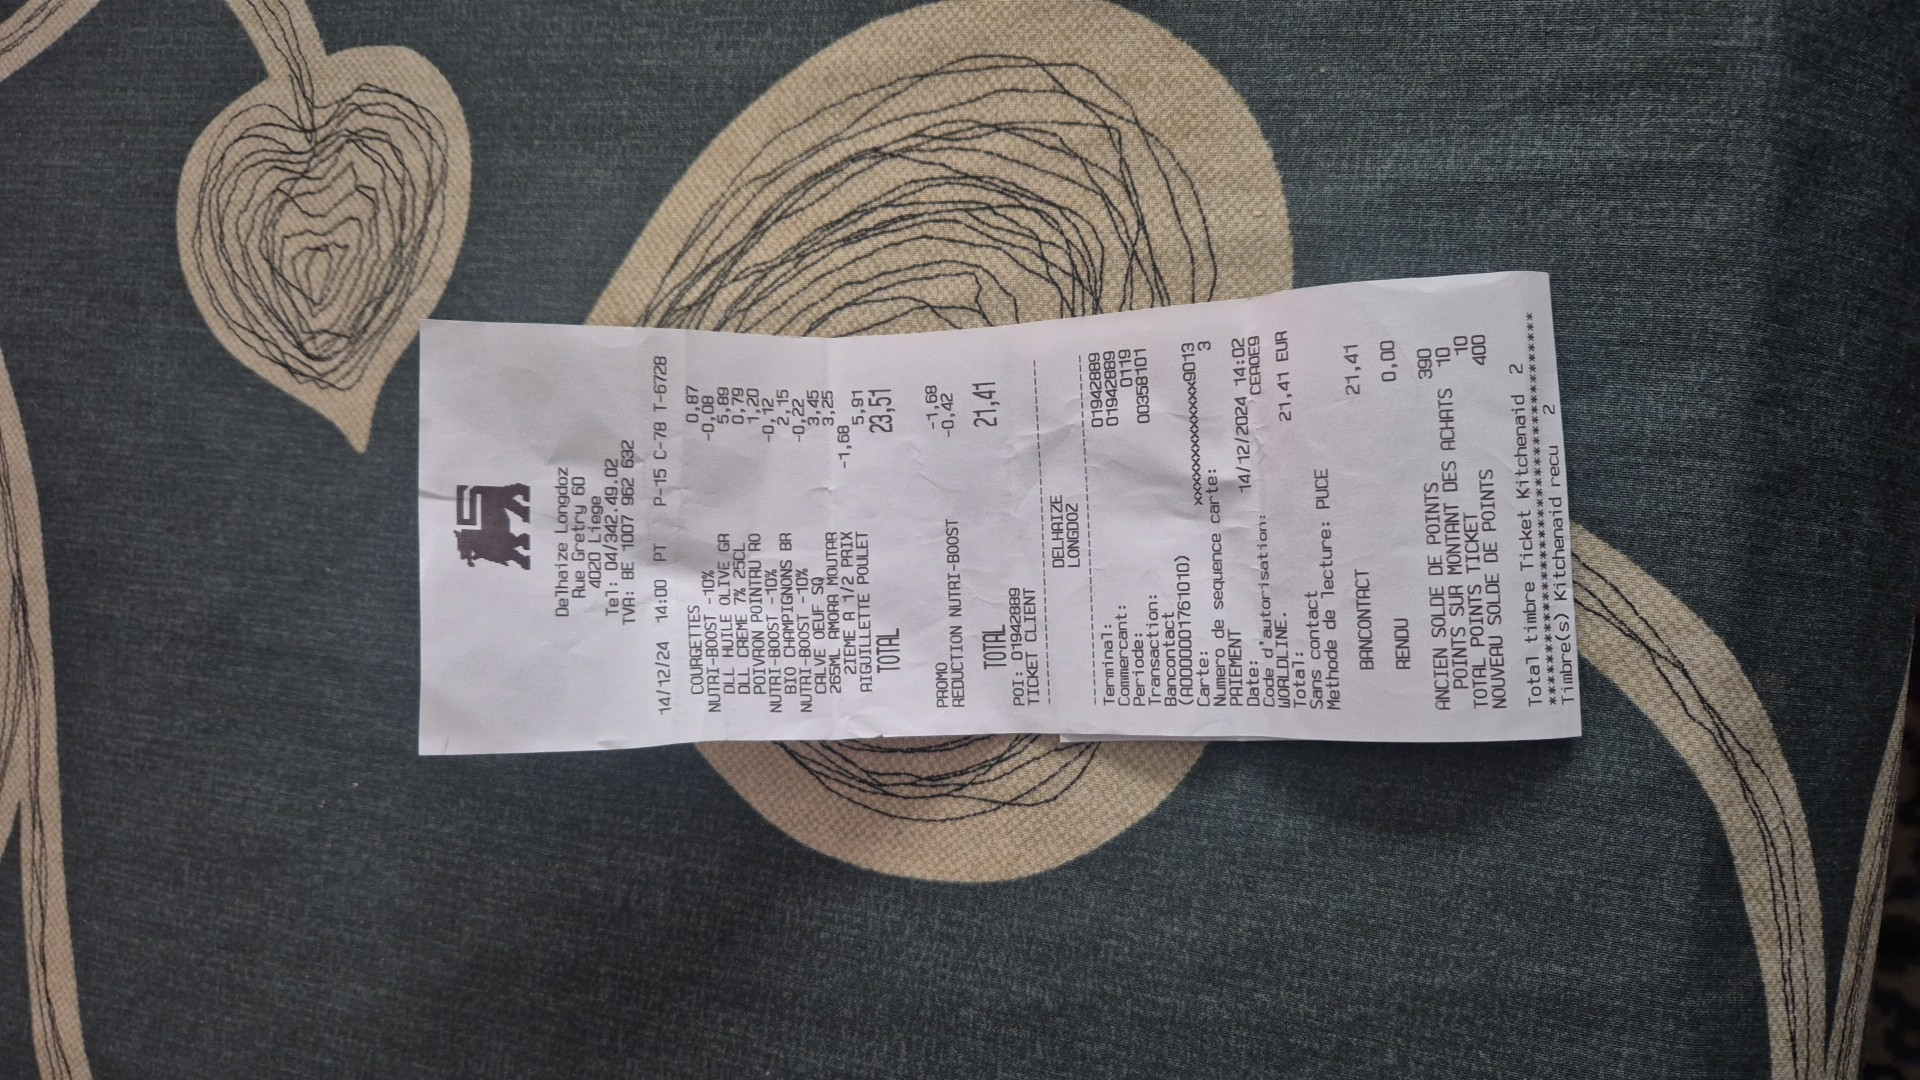 Delhaize Longdoz
Rue Gretry 60
4020 Liege
Tel: 04/342.49.02
TVA: BE 1007 962 632
14/12/24 14:00 PT P-15 C-78 T-6728
COURGETTES 0,87
NUTRI-BOOST -10% -0,08
DLL HUILE OLIVE GR 5,89
DLL CREME 7% 25CL 0,79
POIVRON POINTRU RO 1,20
NUTRI-BOOST -10% -0,12
BIO CHAMPIGNONS BR 2,15
NUTRI-BOOST -10% -0,22
CALVE OEUF SQ 3,45
265ML AMORA MOUTAR 3,25
2IEME A 1/2 PRIX -1,68
AIGUILLETTE POULET 5,91
TOTAL 23,51
PROMO -1,68
REDUCTION NUTRI-BOOST -0,42
TOTAL 21,41
POI: 01942889
TICKET CLIENT
DELHAIZE
LONGDOZ
Terminal: 01942889
Commercant: 01942889
Periode: 0119
Transaction: 00358101
Bancontact
(A0000001761010)
Carte: xxxxxxxxxxxxxxx9013
Numero de sequence carte: 3
PAIEMENT
Date: 14/12/2024 14:02
Code d'autorisation: CEA0E9
WORLDLINE.
Total: 21,41 EUR
Sans contact
Methode de lecture: PUCE
BANCONTACT 21,41
RENDU 0,00
ANCIEN SOLDE DE POINTS 390
POINTS SUR MONTANT DES ACHATS 10
TOTAL POINTS TICKET 10
NOUVEAU SOLDE DE POINTS 400
Total timbre Ticket Kitchenaid 2
****************************************
Timbre(s) Kitchenaid recu 2